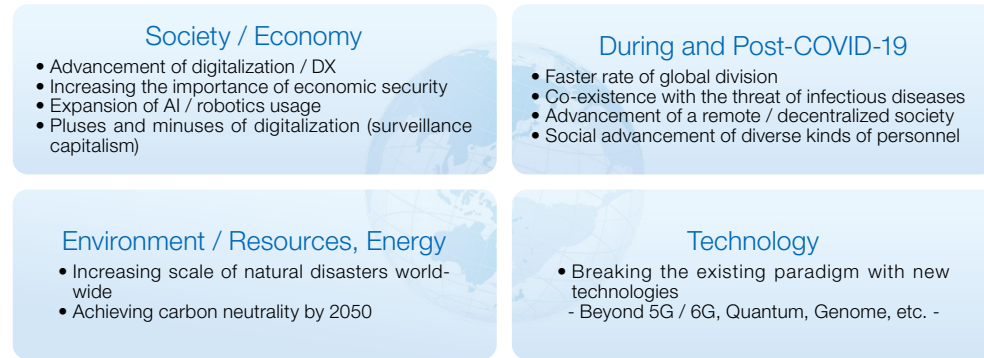 Society / Economy
• Advancement of digitalization / DX
• Increasing the importance of economic security
• Expansion of AI / robotics usage
• Pluses and minuses of digitalization (surveillance
capitalism)
During and Post-COVID-19
• Faster rate of global division
• Co-existence with the threat of infectious diseases
• Advancement of a remote / decentralized society
• Social advancement of diverse kinds of personnel
Environment / Resources, Energy
• Increasing scale of natural disasters world-
wide
• Achieving carbon neutrality by 2050
Technology
• Breaking the existing paradigm with new
technologies
- Beyond 5G / 6G, Quantum, Genome, etc. -